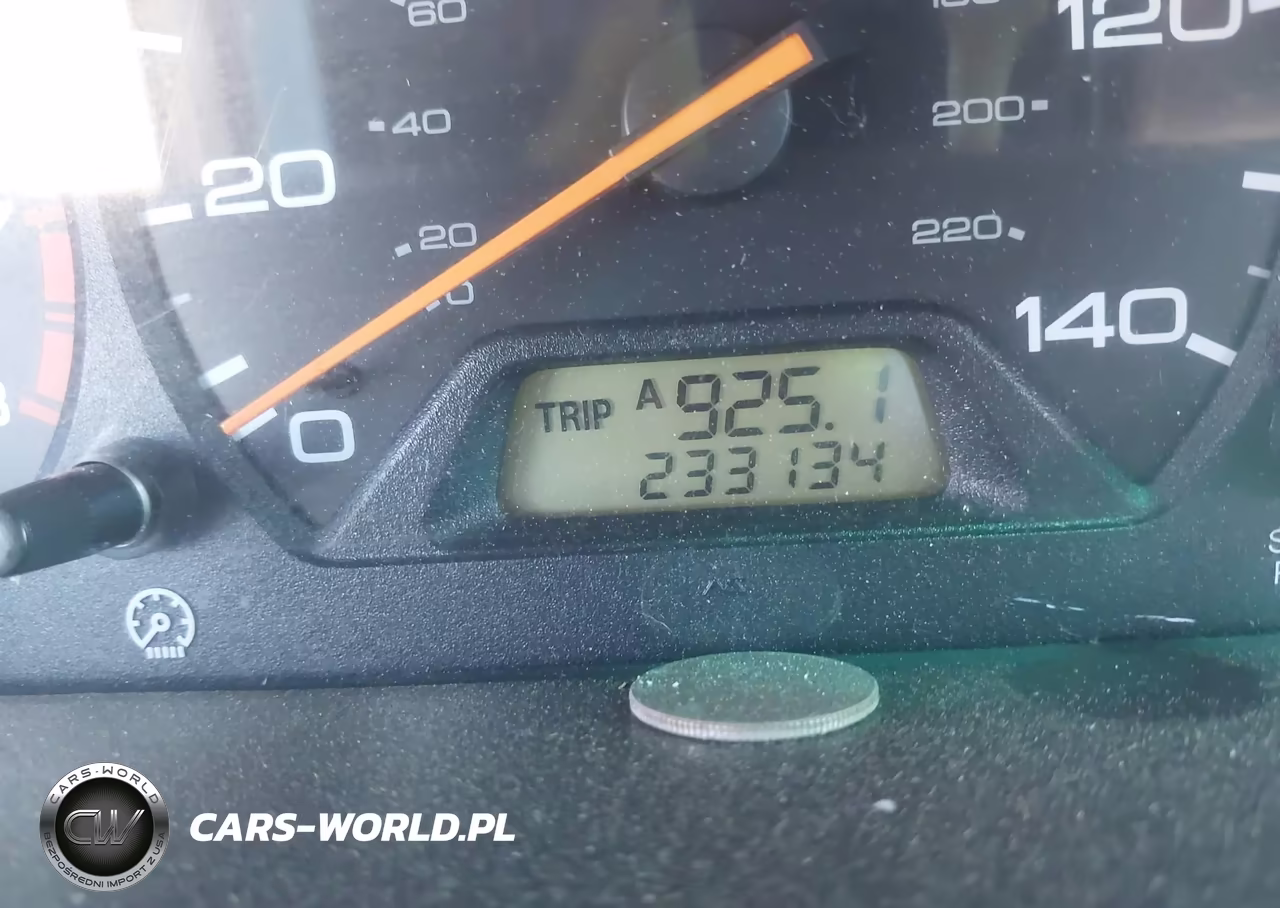 60
120
40
200
20
20
220
0
140
0
TRIP A 925.1
233134
CARS-WORLD
CW
BEZPOŚREDNI IMPORT Z USA
CARS-WORLD.PL